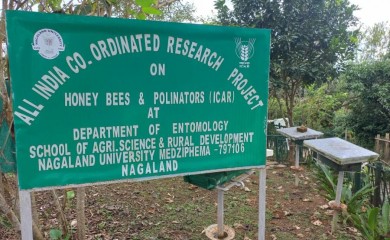 ALL INDIA CO. ORDINATED RESEARCH PROJECT
ON
HONEY BEES & POLINATORS (ICAR)
AT
DEPARTMENT OF ENTOMOLOGY
SCHOOL OF AGRI.SCIENCE & RURAL DEVELOPMENT
NAGALAND UNIVERSITY MEDZIPHEMA -797106
NAGALAND